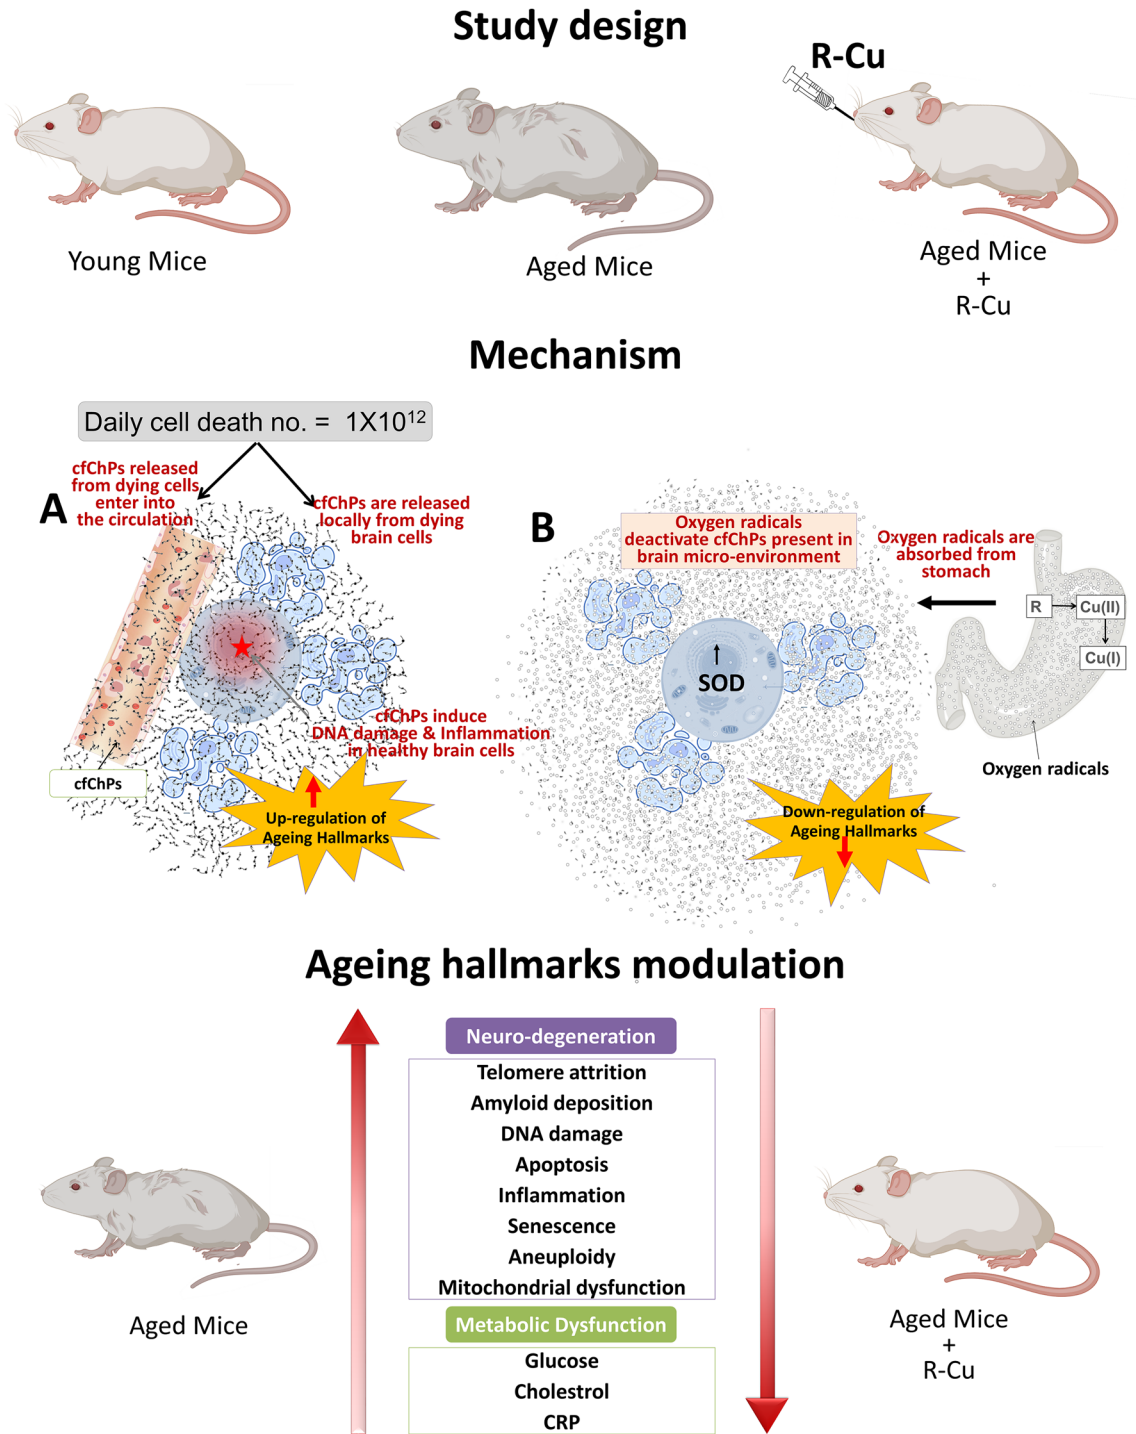 Study design
R-Cu
Young Mice
Aged Mice
Aged Mice
+
R-Cu
Mechanism
Daily cell death no. = 1X10¹²
A
cfChPs released
from dying cells
enter into
the circulation
cfChPs are released
locally from dying
brain cells
cfChPs induce
DNA damage & Inflammation
in healthy brain cells
cfChPs
Up-regulation of
Ageing Hallmarks
B
Oxygen radicals
deactivate cfChPs present in
brain micro-environment
Oxygen radicals are
absorbed from
stomach
R
Cu(II)
Cu(I)
SOD
Oxygen radicals
Down-regulation of
Ageing Hallmarks
Ageing hallmarks modulation
Neuro-degeneration
Telomere attrition
Amyloid deposition
DNA damage
Apoptosis
Inflammation
Senescence
Aneuploidy
Mitochondrial dysfunction
Metabolic Dysfunction
Glucose
Cholestrol
CRP
Aged Mice
Aged Mice
+
R-Cu